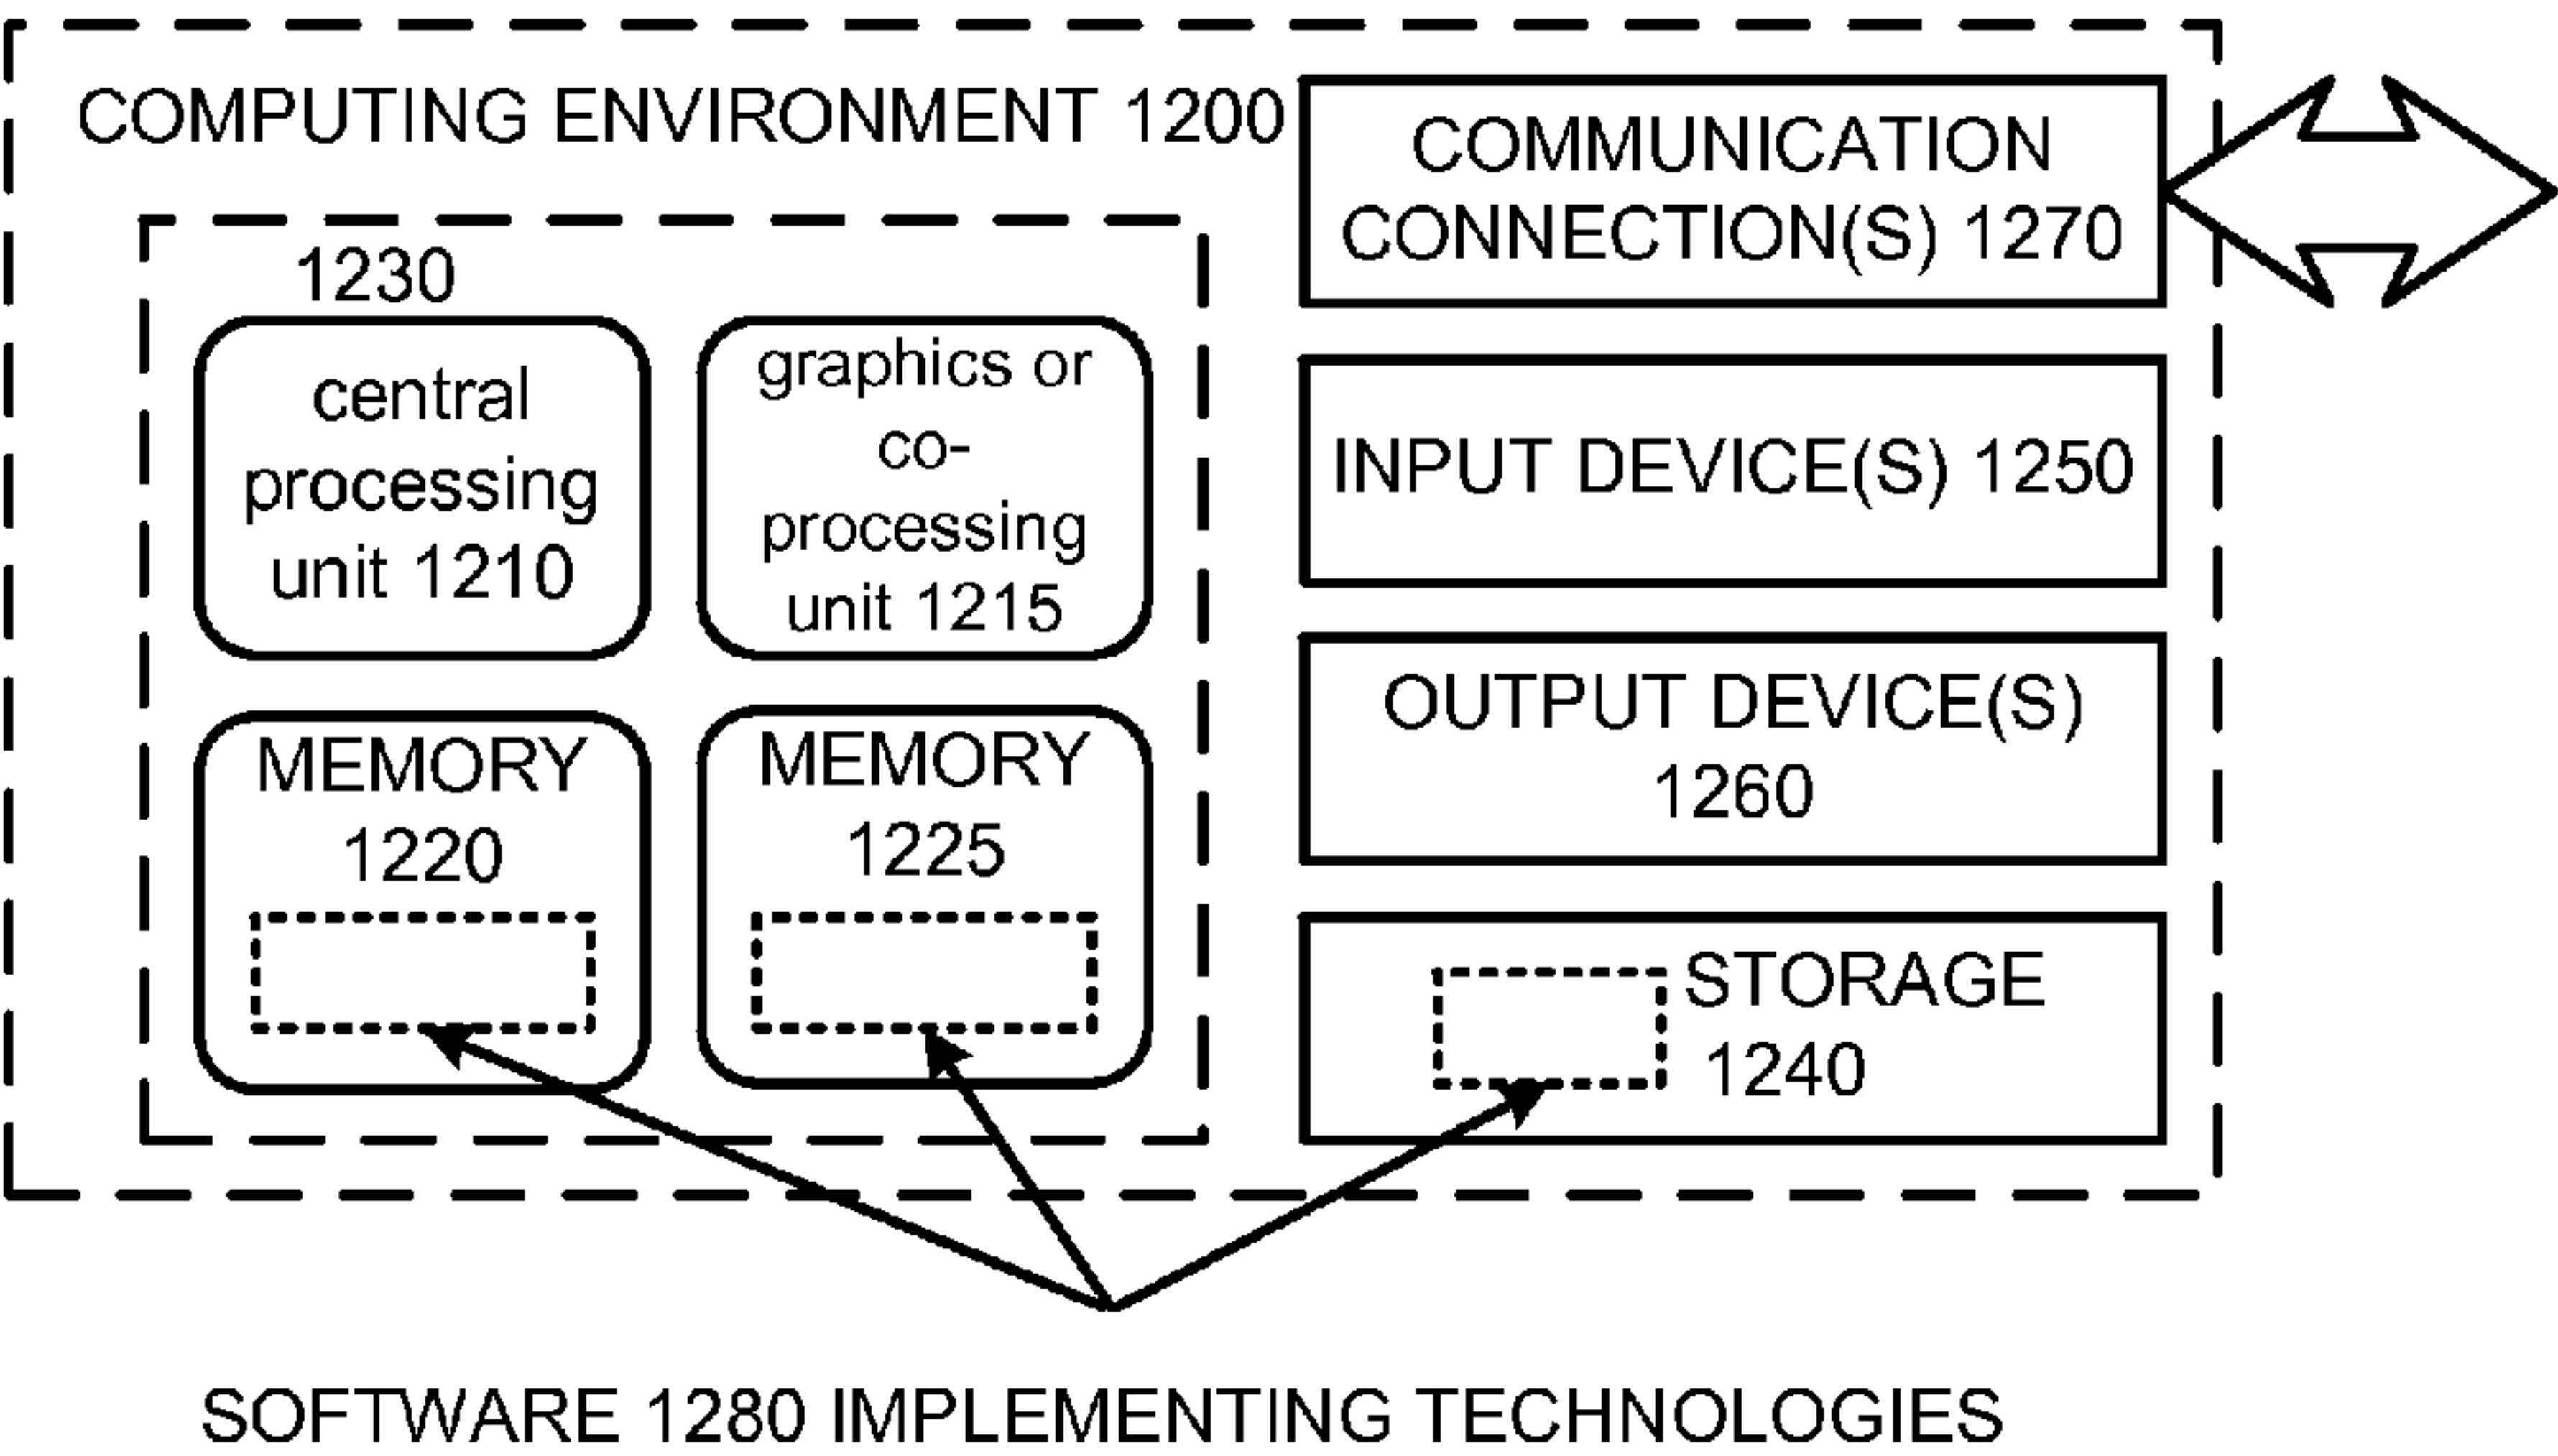 COMPUTING ENVIRONMENT 1200
COMMUNICATION
CONNECTION(S) 1270
1230
central
processing
unit 1210
graphics or
co-
processing
unit 1215
INPUT DEVICE(S) 1250
MEMORY
1220
MEMORY
1225
OUTPUT DEVICE(S)
1260
STORAGE
1240
SOFTWARE 1280 IMPLEMENTING TECHNOLOGIES